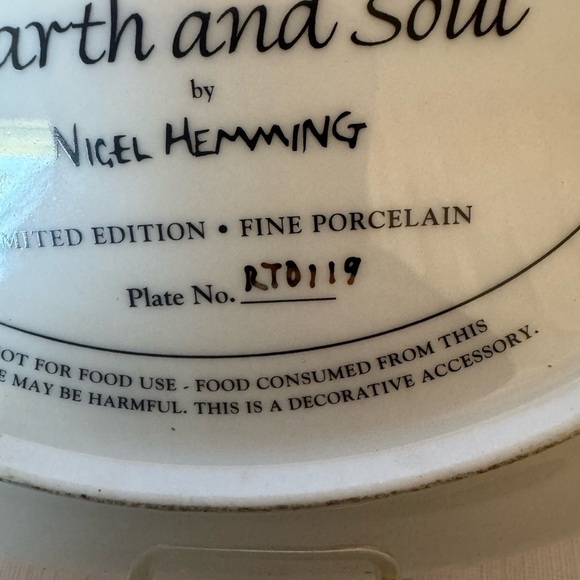 arth and Soul
by
NIGEL HEMMING
MITED EDITION • FINE PORCELAIN
Plate No. RT0119
OT FOR FOOD USE - FOOD CONSUMED FROM THIS
E MAY BE HARMFUL. THIS IS A DECORATIVE ACCESSORY.